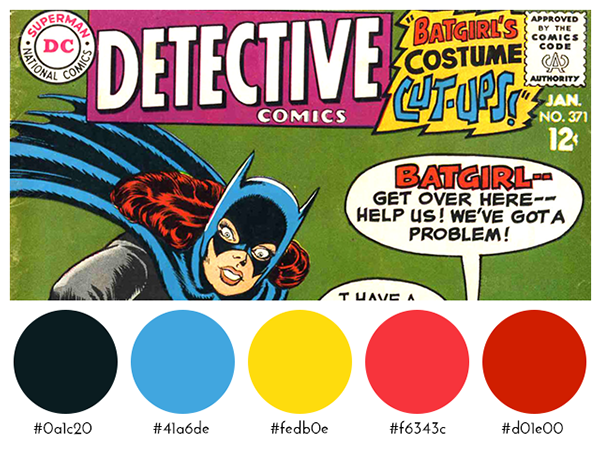 SUPERMAN
DC
NATIONAL COMICS
DETECTIVE
COMICS
BATGIRL'S
COSTUME
CUT-UPS!
APPROVED
BY THE
COMICS
CODE
CA
AUTHORITY
JAN.
NO. 371
12¢
BATGIRL--
GET OVER HERE--
HELP US! WE'VE GOT A
PROBLEM!
I HAVE A
#0a1c20
#41a6de
#fedb0e
#f6343c
#d01e00